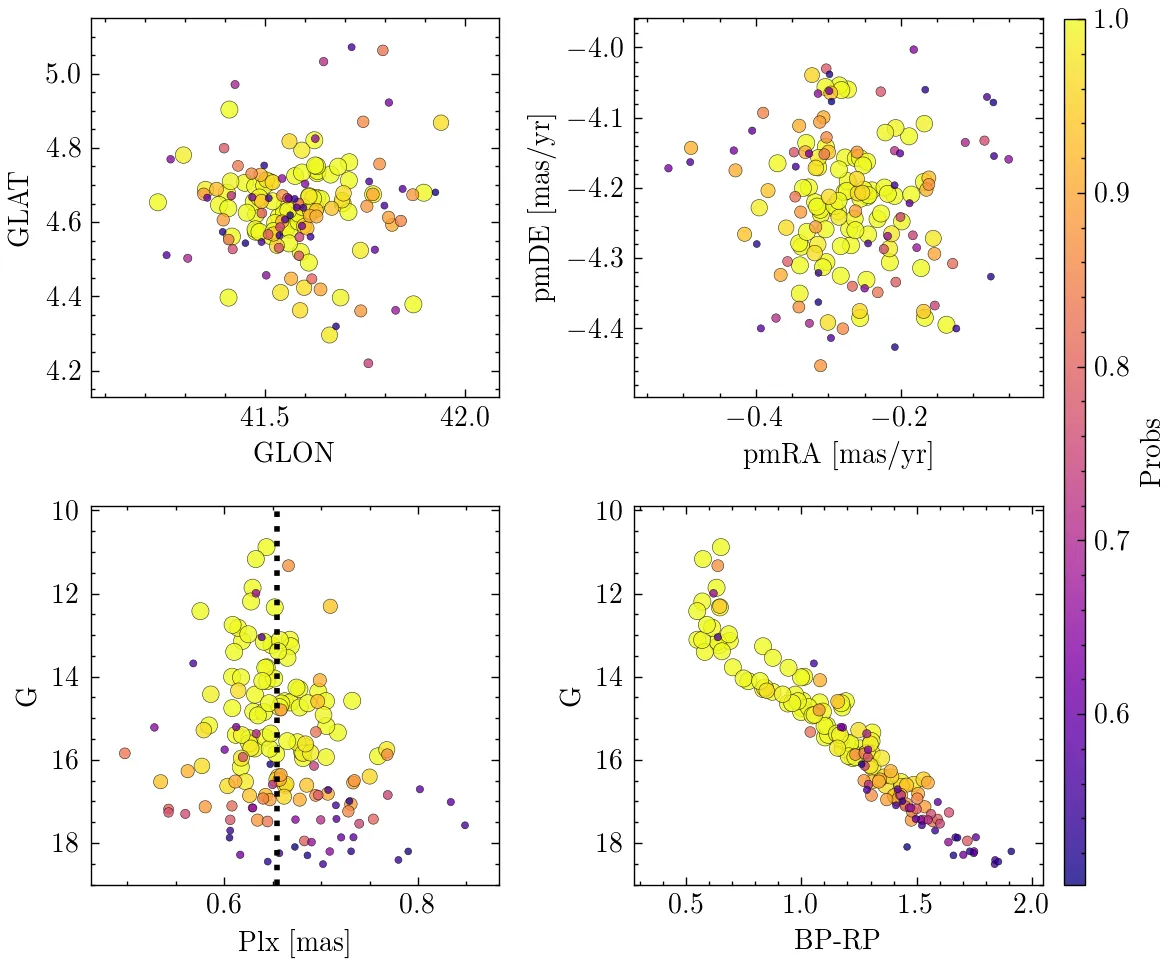 5.0
4.8
4.6
4.4
4.2
GLAT
41.5 42.0
GLON
−4.0
−4.1
−4.2
−4.3
−4.4
pmDE [mas/yr]
−0.4 −0.2
pmRA [mas/yr]
10
12
14
16
18
G
0.6 0.8
Plx [mas]
10
12
14
16
18
G
0.5 1.0 1.5 2.0
BP-RP
1.0
0.9
0.8
0.7
0.6
Probs